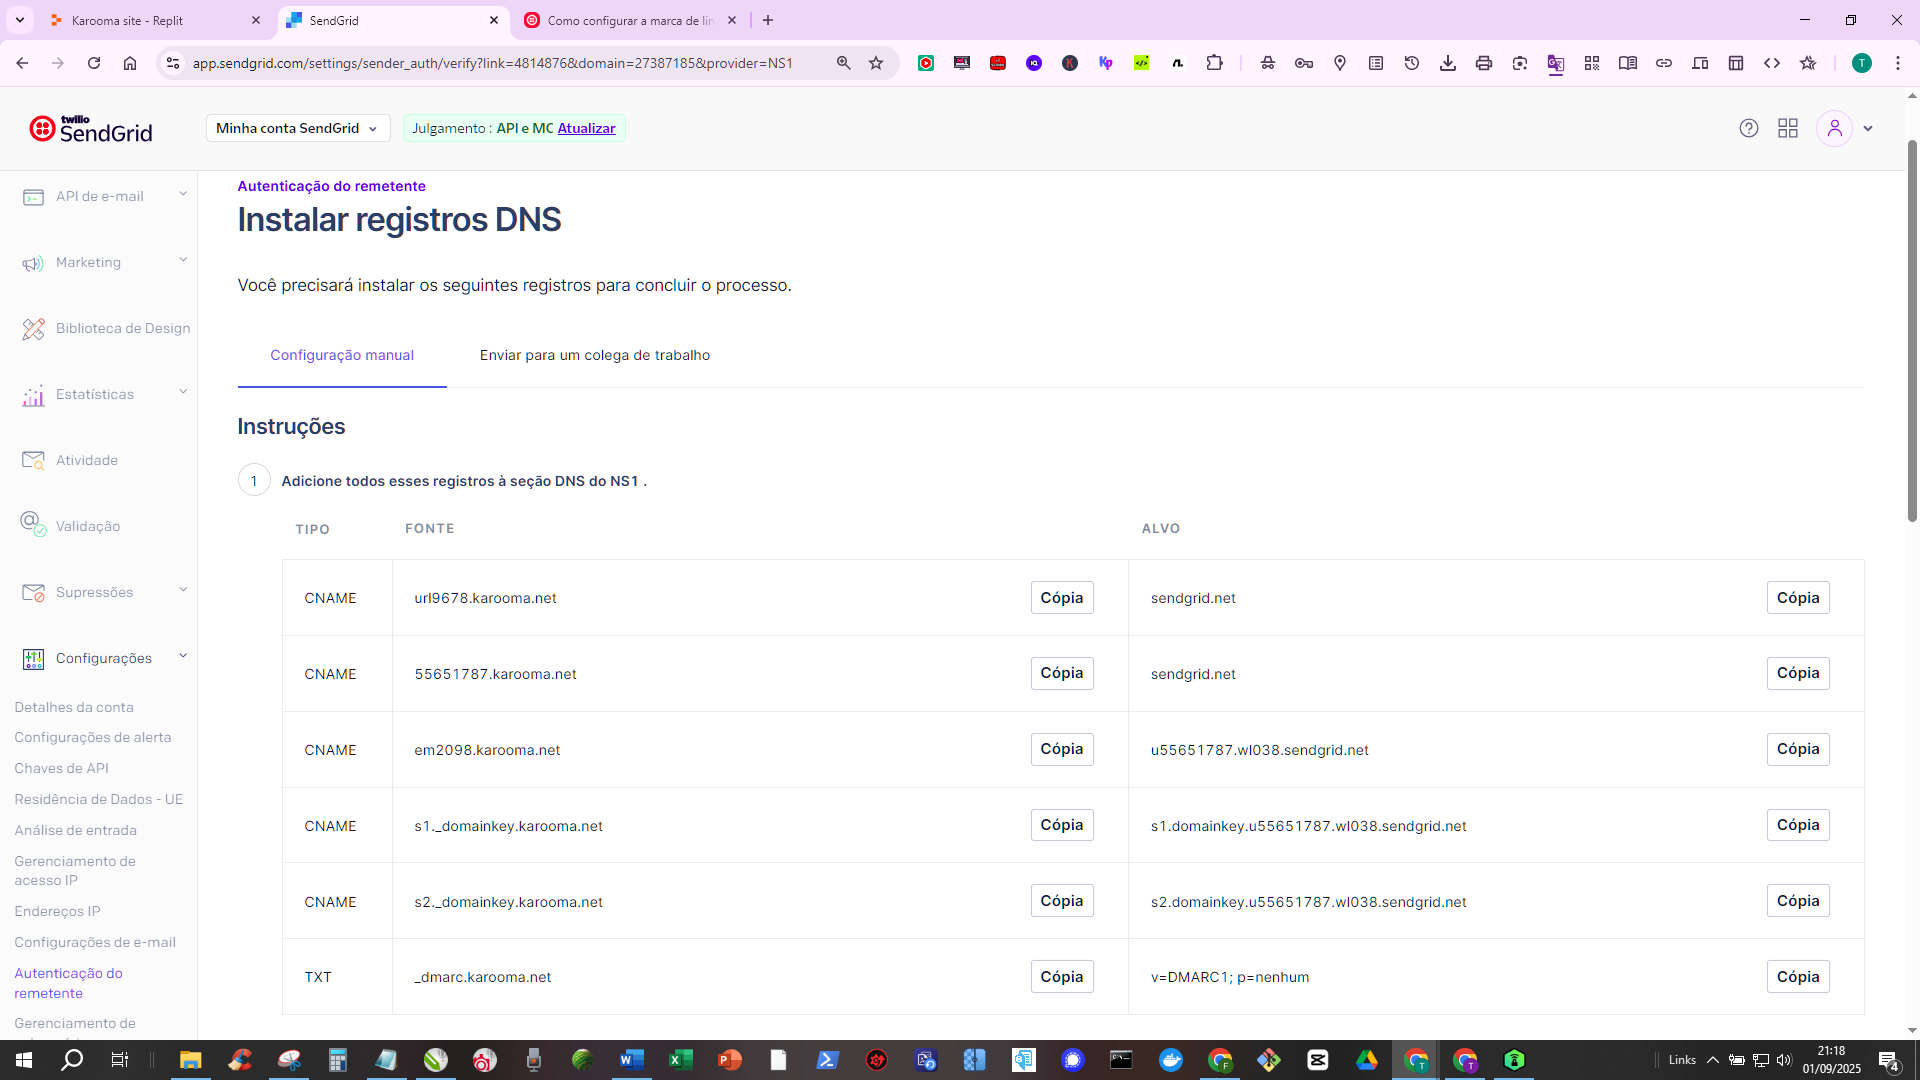 Karooma site - Replit
SendGrid
Como configurar a marca de lin
app.sendgrid.com/settings/sender_auth/verify?link=4814876&domain=27387185&provider=NS1
T
twilio
SendGrid
Minha conta SendGrid
Julgamento : API e MC Atualizar
API de e-mail
Marketing
Biblioteca de Design
Estatísticas
Atividade
Validação
Supressões
Configurações
Detalhes da conta
Configurações de alerta
Chaves de API
Residência de Dados - UE
Análise de entrada
Gerenciamento de
acesso IP
Endereços IP
Configurações de e-mail
Autenticação do
remetente
Gerenciamento de
Autenticação do remetente
Instalar registros DNS
Você precisará instalar os seguintes registros para concluir o processo.
Configuração manual Enviar para um colega de trabalho
Instruções
1 Adicione todos esses registros à seção DNS do NS1 .
TIPO FONTE ALVO
CNAME url9678.karooma.net Cópia sendgrid.net Cópia
CNAME 55651787.karooma.net Cópia sendgrid.net Cópia
CNAME em2098.karooma.net Cópia u55651787.wl038.sendgrid.net Cópia
CNAME s1._domainkey.karooma.net Cópia s1.domainkey.u55651787.wl038.sendgrid.net Cópia
CNAME s2._domainkey.karooma.net Cópia s2.domainkey.u55651787.wl038.sendgrid.net Cópia
TXT _dmarc.karooma.net Cópia v=DMARC1; p=nenhum Cópia
Links
21:18
01/09/2025
4